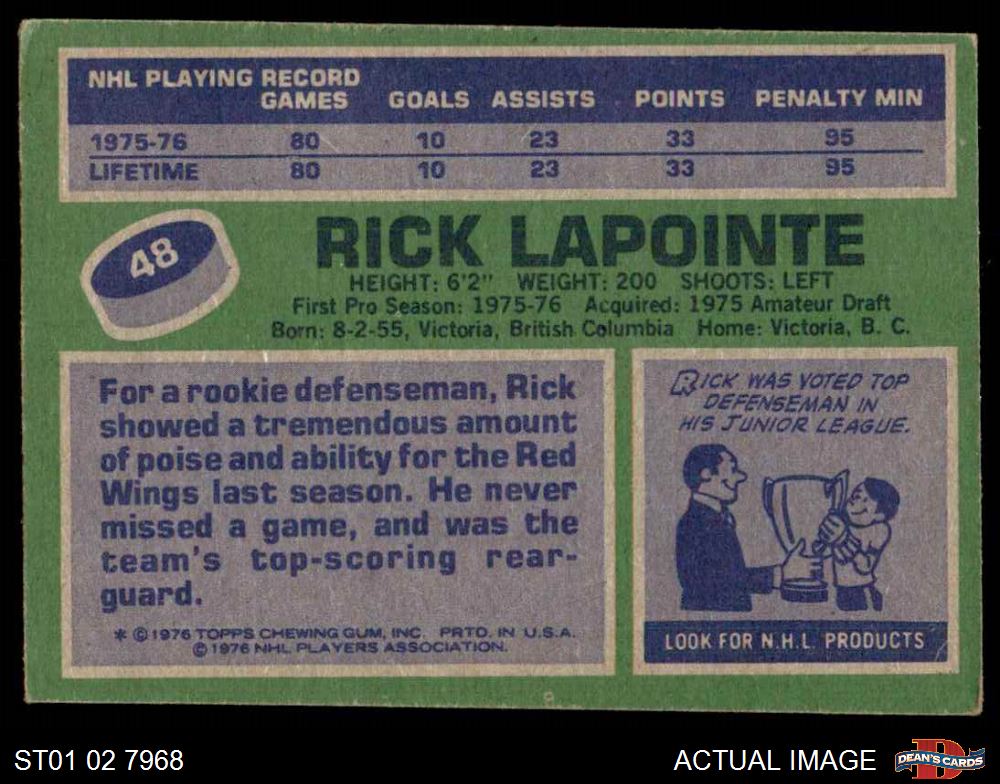 NHL PLAYING RECORD
GAMES GOALS ASSISTS POINTS PENALTY MIN
1975-76 80 10 23 33 95
LIFETIME 80 10 23 33 95
48
RICK LAPOINTE
HEIGHT: 6'2" WEIGHT: 200 SHOOTS: LEFT
First Pro Season: 1975-76 Acquired: 1975 Amateur Draft
Born: 8-2-55, Victoria, British Columbia Home: Victoria, B. C.
For a rookie defenseman, Rick
showed a tremendous amount
of poise and ability for the Red
Wings last season. He never
missed a game, and was the
team's top-scoring rear-
guard.
* © 1976 TOPPS CHEWING GUM, INC. PRTD. IN U.S.A.
© 1976 NHL PLAYERS ASSOCIATION.
RICK WAS VOTED TOP
DEFENSEMAN IN
HIS JUNIOR LEAGUE.
LOOK FOR N.H.L. PRODUCTS
ST01 02 7968
ACTUAL IMAGE
D
DEAN'S CARDS